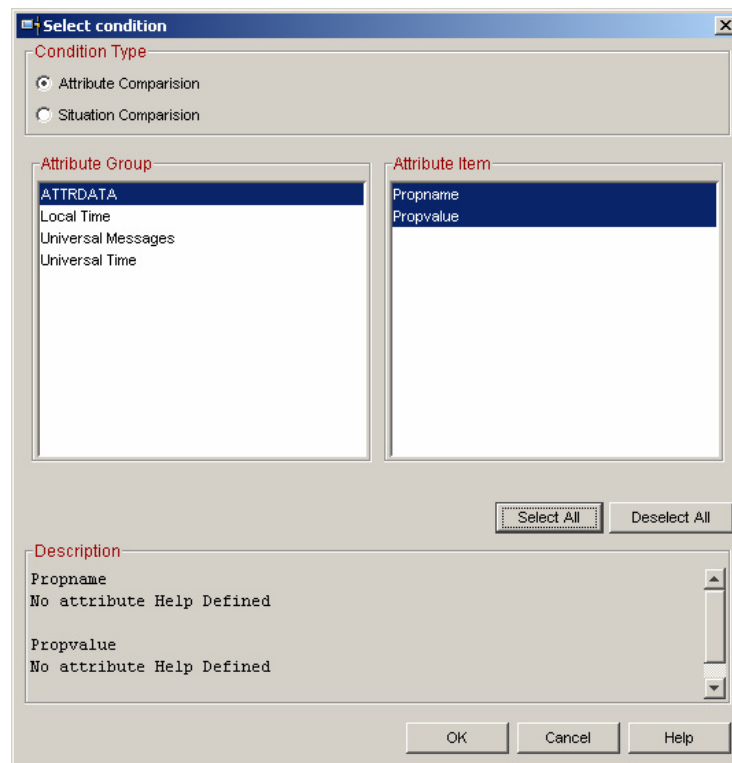 Select condition
Condition Type
Attribute Comparision
Situation Comparision
Attribute Group
Attribute Item
ATTRDATA
Local Time
Universal Messages
Universal Time
Propname
Propvalue
Select All
Deselect All
Description
Propname
No attribute Help Defined
Propvalue
No attribute Help Defined
OK
Cancel
Help